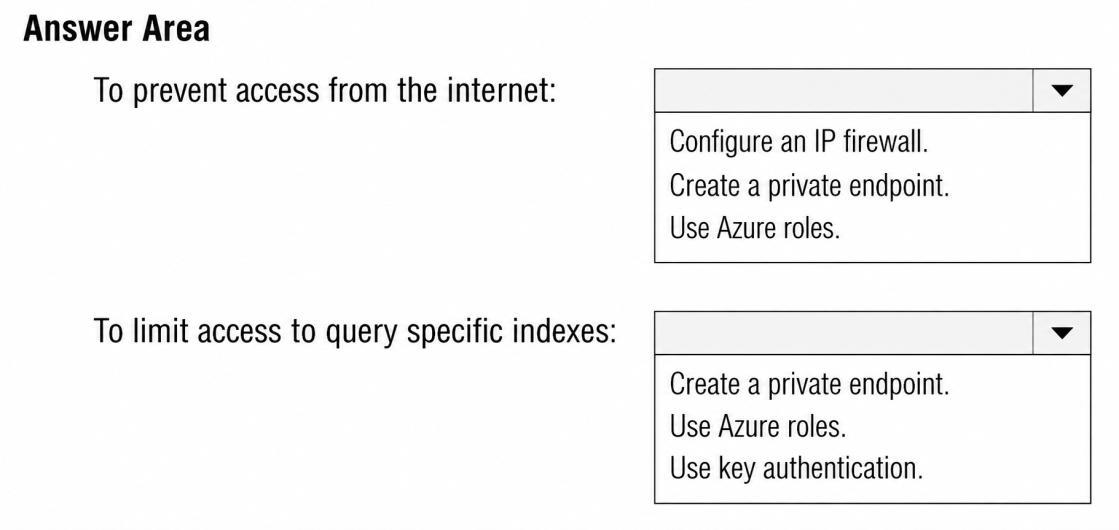 Answer Area
To prevent access from the internet:
Configure an IP firewall.
Create a private endpoint.
Use Azure roles.
To limit access to query specific indexes:
Create a private endpoint.
Use Azure roles.
Use key authentication.